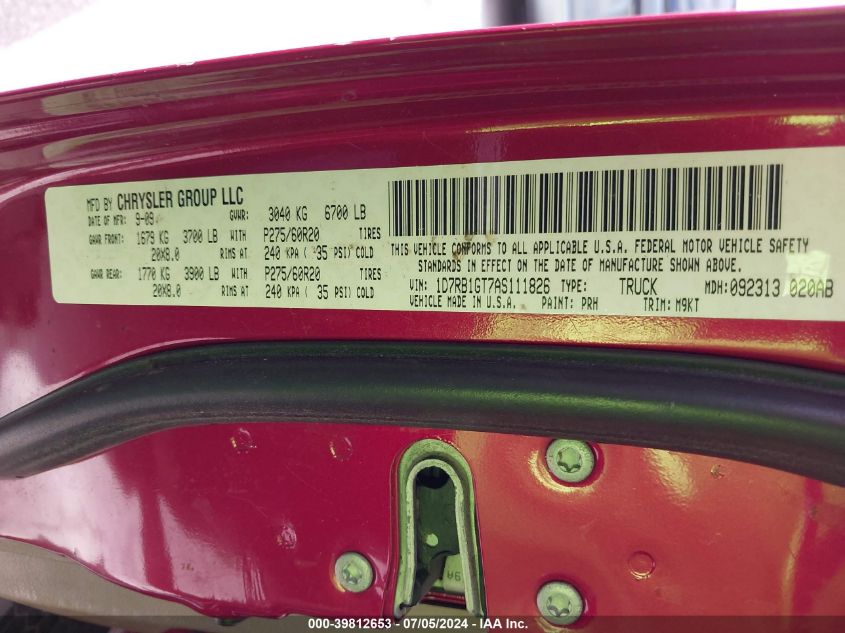 MFD BY CHRYSLER GROUP LLC
DATE OF MFR: 9-09 GVWR: 3040 KG 6700 LB
GAWR FRONT: 1679 KG 3700 LB WITH P275/60R20 TIRES
20X8.0 RIMS AT 240 KPA ( 35 PSI) COLD
GAWR REAR: 1770 KG 3900 LB WITH P275/60R20 TIRES
20X8.0 RIMS AT 240 KPA ( 35 PSI) COLD
THIS VEHICLE CONFORMS TO ALL APPLICABLE U.S.A. FEDERAL MOTOR VEHICLE SAFETY
STANDARDS IN EFFECT ON THE DATE OF MANUFACTURE SHOWN ABOVE.
VIN: 1D7RB1GT7AS111826 TYPE: TRUCK MDH: 092313 020AB
VEHICLE MADE IN U.S.A. PAINT: PRH TRIM: M9KT
000-39812653 - 07/05/2024 - IAA Inc.